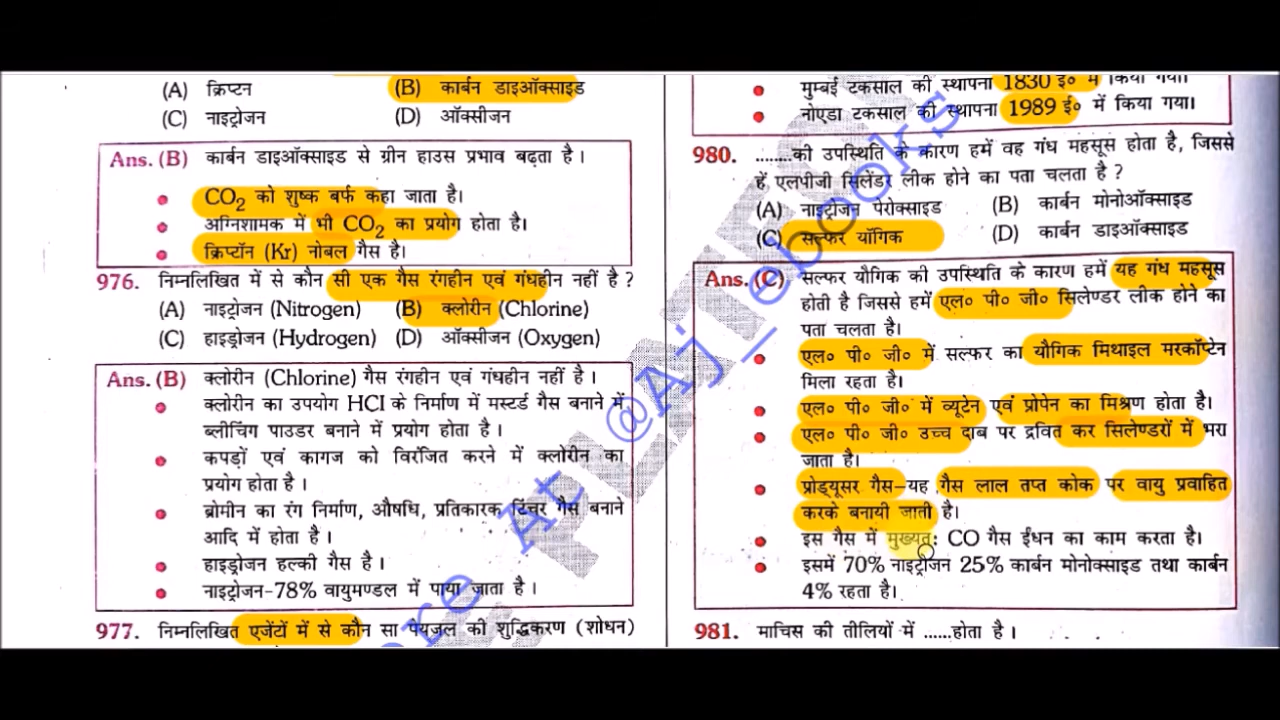 (A) क्रिप्टन (B) कार्बन डाइऑक्साइड
(C) नाइट्रोजन (D) ऑक्सीजन
Ans. (B) कार्बन डाइऑक्साइड से ग्रीन हाउस प्रभाव बढ़ता है।
CO2 को शुष्क बर्फ कहा जाता है।
अग्निशामक में भी CO2 का प्रयोग होता है।
क्रिप्टॉन (Kr) नोबल गैस है।
976. निम्नलिखित में से कौन सी एक गैस रंगहीन एवं गंधहीन नहीं है ?
(A) नाइट्रोजन (Nitrogen) (B) क्लोरीन (Chlorine)
(C) हाइड्रोजन (Hydrogen) (D) ऑक्सीजन (Oxygen)
Ans. (B) क्लोरीन (Chlorine) गैस रंगहीन एवं गंधहीन नहीं है ।
क्लोरीन का उपयोग HCl के निर्माण में मस्टर्ड गैस बनाने में
ब्लीचिंग पाउडर बनाने में प्रयोग होता है ।
कपड़ों एवं कागज को विरंजित करने में क्लोरीन का
प्रयोग होता है ।
ब्रोमीन का रंग निर्माण, औषधि, प्रतिकारक टिंचर गैस बनाने
आदि में होता है ।
हाइड्रोजन हल्की गैस है ।
नाइट्रोजन-78% वायुमण्डल में पाया जाता है ।
977. निम्नलिखित एजेंटों में से कौन सा पेयजल की शुद्धिकरण (शोधन)
मुम्बई टकसाल की स्थापना 1830 ई० में किया गया।
नोएडा टकसाल की स्थापना 1989 ई० में किया गया।
980. ........की उपस्थिति के कारण हमें वह गंध महसूस होता है, जिससे
हें एलपीजी सिलेंडर लीक होने का पता चलता है ?
(A) नाइट्रोजन पेरोक्साइड (B) कार्बन मोनोऑक्साइड
(C) सल्फर यॉगिक (D) कार्बन डाइऑक्साइड
Ans. (C) सल्फर यौगिक की उपस्थिति के कारण हमें यह गंध महसूस
होती है जिससे हमें एल० पी० जी० सिलेण्डर लीक होने का
पता चलता है।
एल० पी० जी० में सल्फर का यौगिक मिथाइल मरकॉप्टेन
मिला रहता है।
एल० पी० जी० में व्यूटेन एवं प्रोपेन का मिश्रण होता है।
एल० पी० जी० उच्च दाब पर द्रवित कर सिलेण्डरों में भरा
जाता है।
प्रोड्यूसर गैस–यह गैस लाल तप्त कोक पर वायु प्रवाहित
करके बनायी जाती है।
इस गैस में मुख्यत: CO गैस ईंधन का काम करता है।
इसमें 70% नाइट्रोजन 25% कार्बन मोनोक्साइड तथा कार्बन
4% रहता है।
981. माचिस की तीलियों में ......होता है ।
At @Aj_ebooks